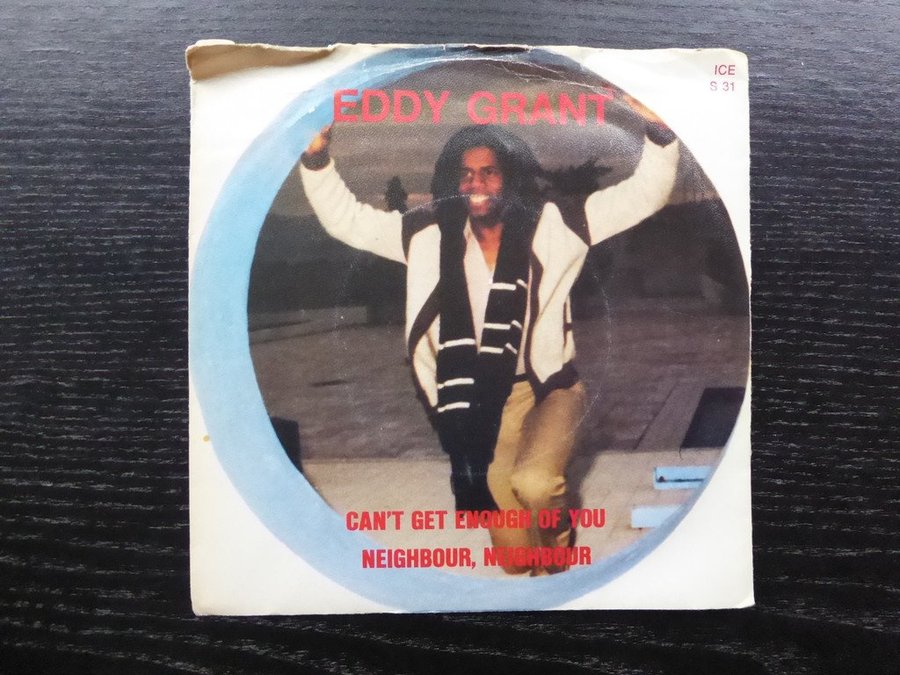 ICE
S 31
EDDY GRANT
CAN'T GET ENOUGH OF YOU
NEIGHBOUR, NEIGHBOUR